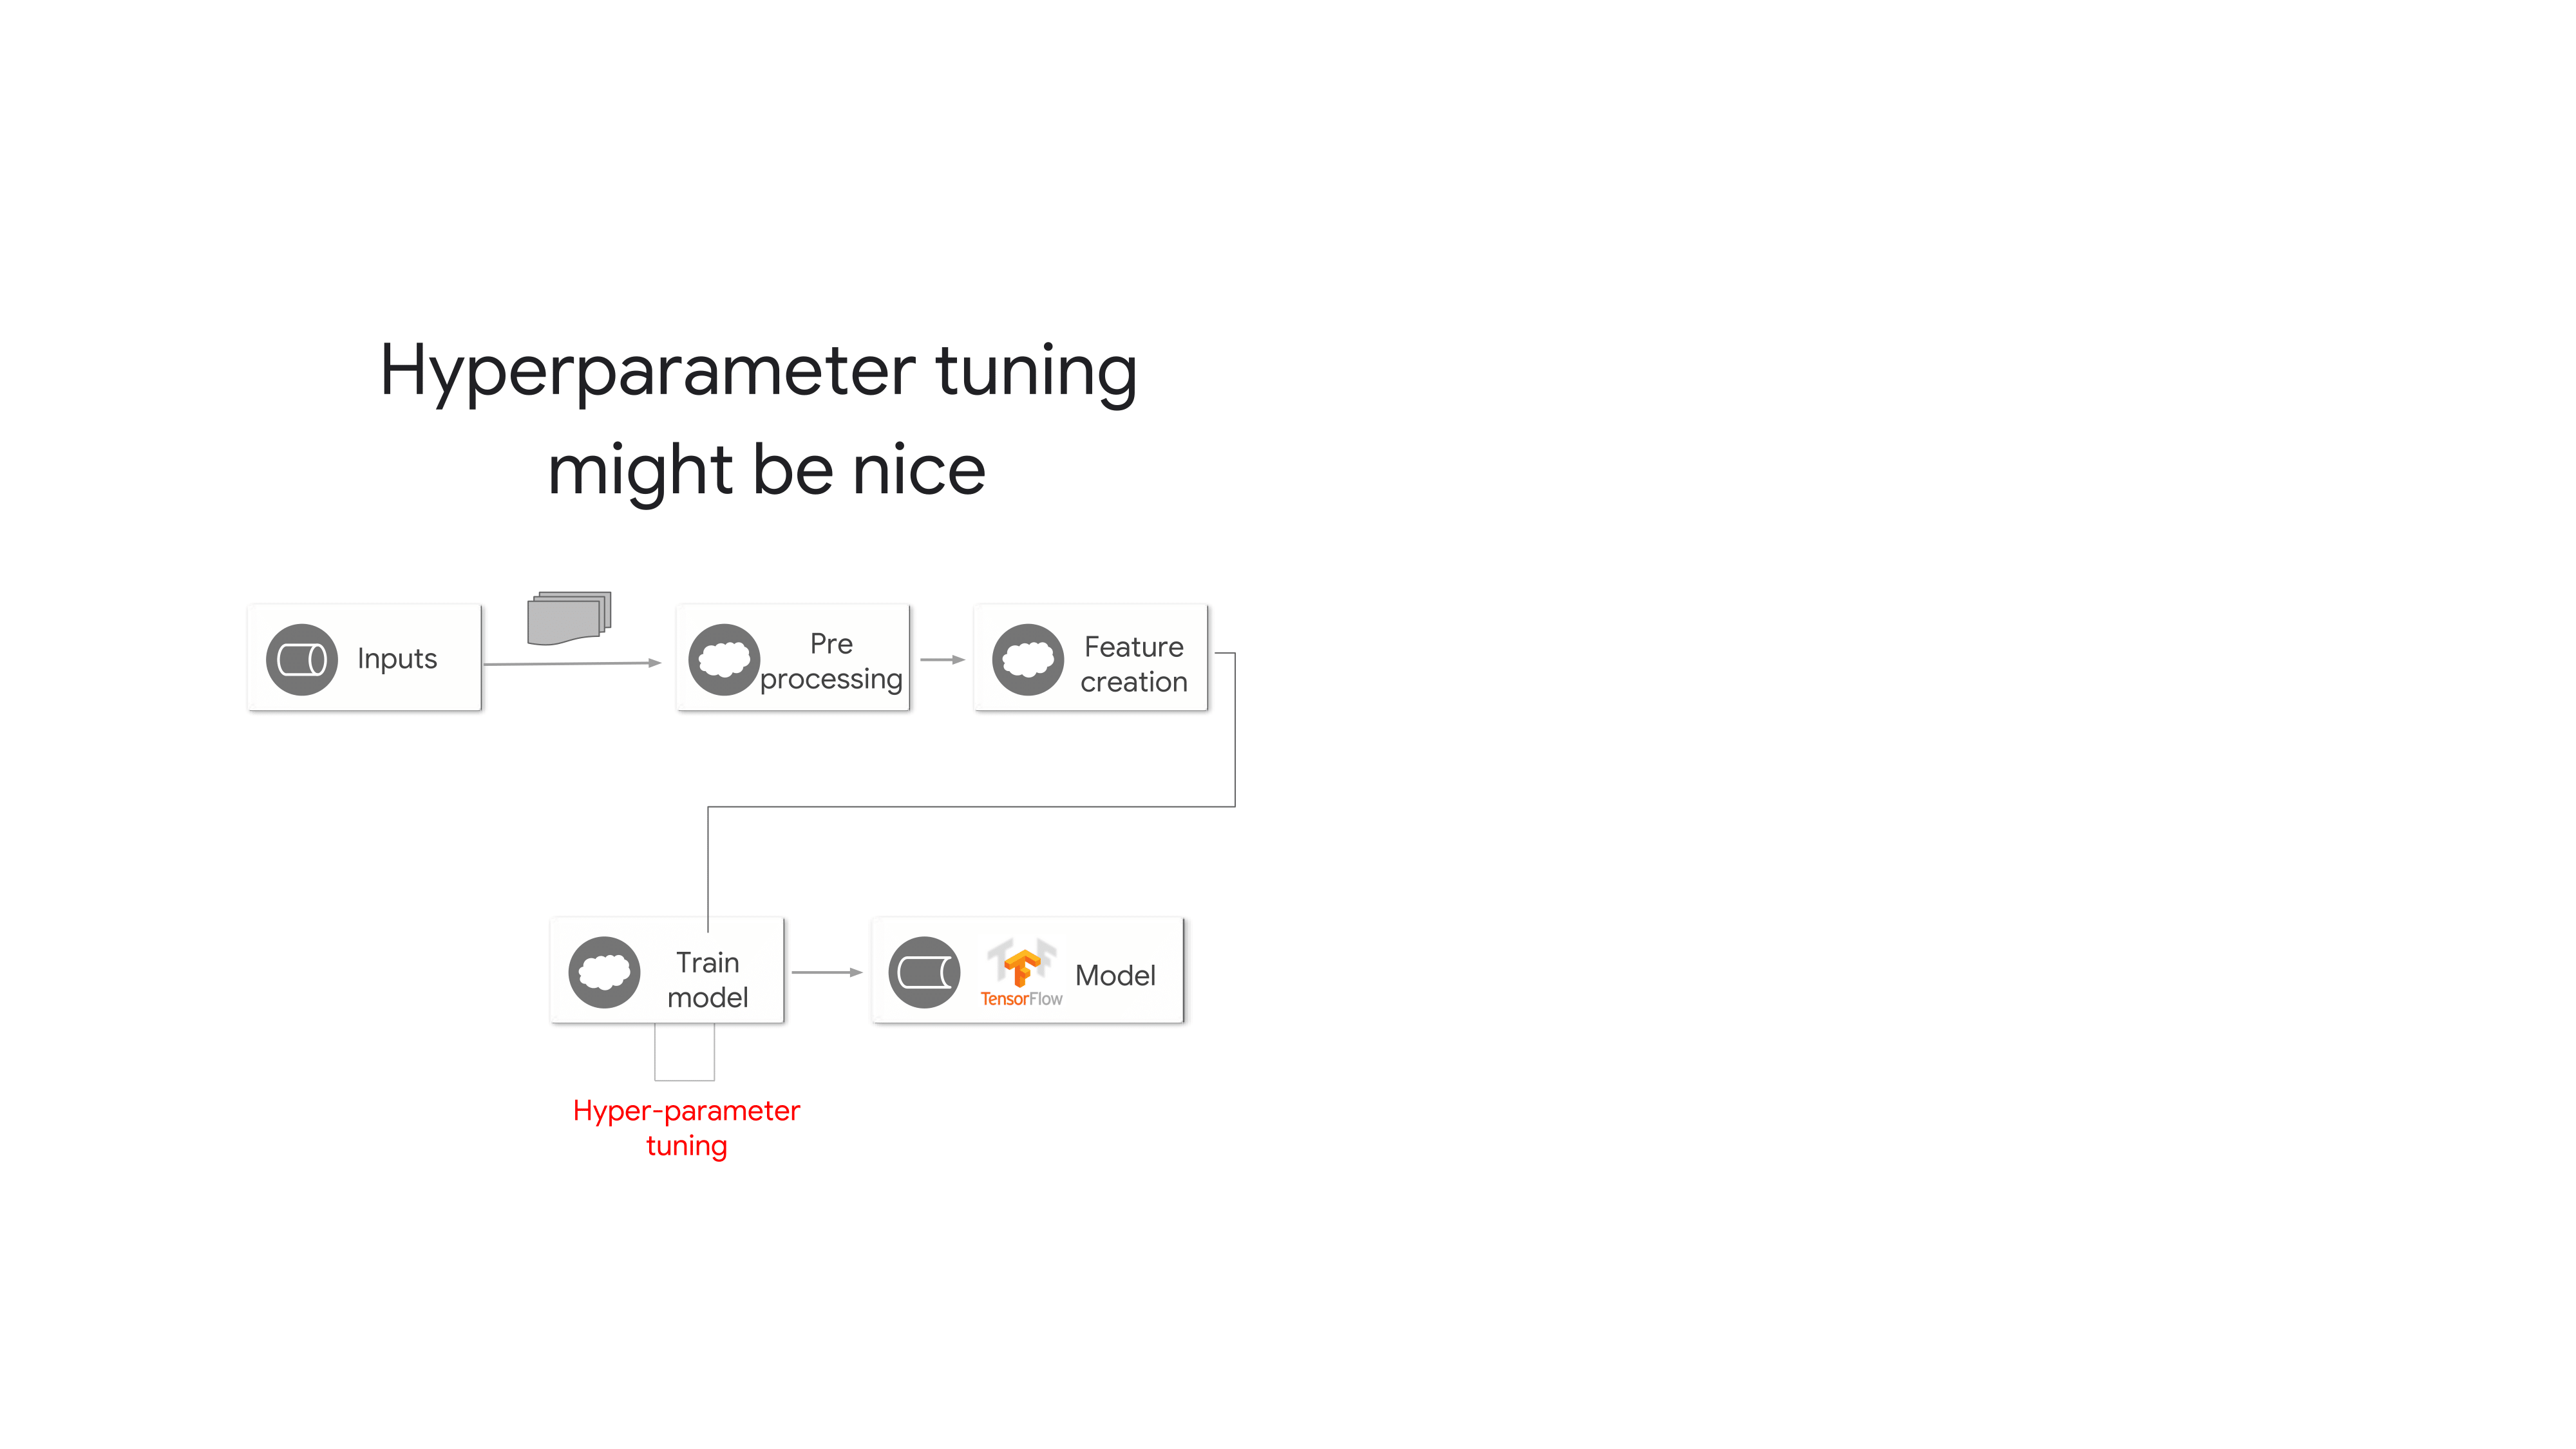 Hyperparameter tuning
might be nice
Inputs
Pre
processing
Feature
creation
Train
model
TensorFlow
Model
Hyper-parameter
tuning